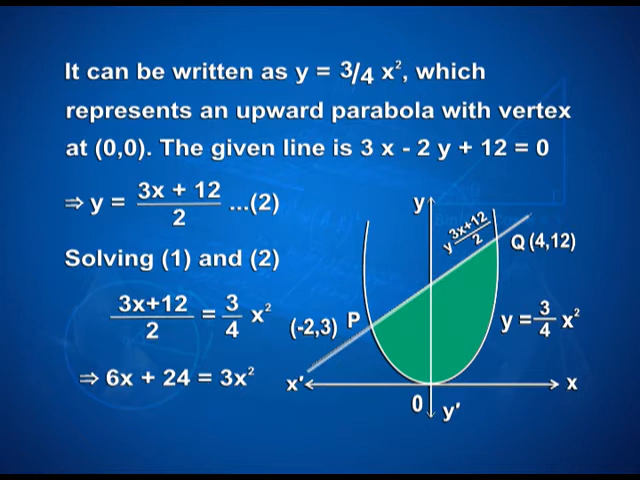 It can be written as y = 3/4 x², which
represents an upward parabola with vertex
at (0,0). The given line is 3 x - 2 y + 12 = 0
⇒ y = (3x + 12)/2 ...(2)
Solving (1) and (2)
(3x+12)/2 = 3/4 x²
⇒ 6x + 24 = 3x²
y
y (3x+12)/2
Q (4,12)
(-2,3) P
y = 3/4 x²
x′
x
0
y′